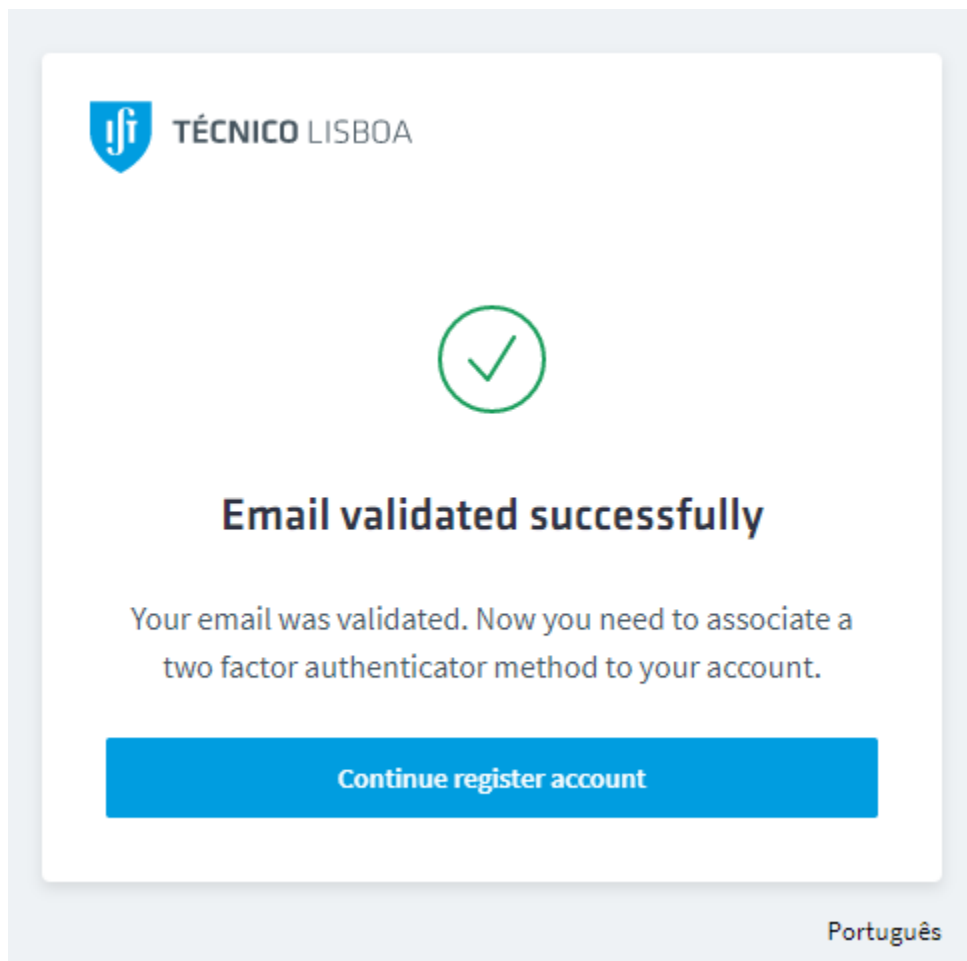 TÉCNICO LISBOA
Email validated successfully
Your email was validated. Now you need to associate a
two factor authenticator method to your account.
Continue register account
Português